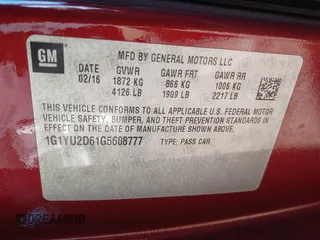 GM
MFD BY GENERAL MOTORS LLC
DATE GVWR GAWR FRT GAWR RR
02/16 1872 KG 866 KG 1006 KG
4126 LB 1909 LB 2217 LB
THIS VEHICLE CONFORMS TO ALL APPLICABLE U.S. FEDERAL MOTOR
VEHICLE SAFETY, BUMPER, AND THEFT PREVENTION STANDARDS IN
EFFECT ON THE DATE OF MANUFACTURE SHOWN ABOVE.
1G1YU2D61G5608777 TYPE: PASS CAR
DREAMBID